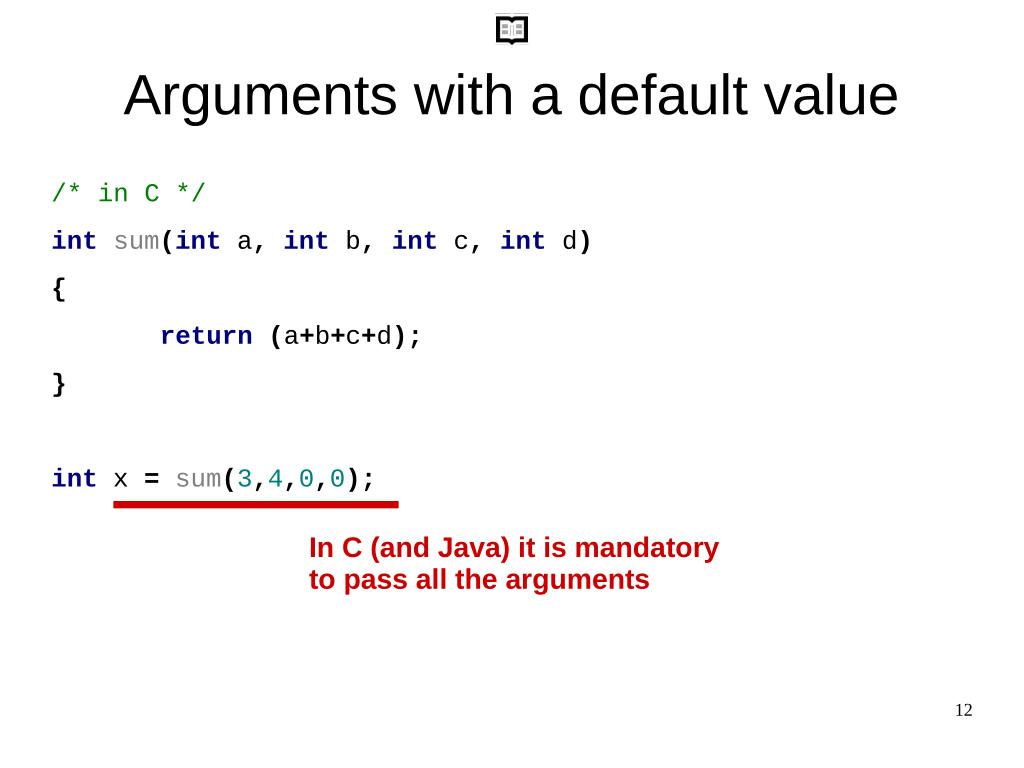 Arguments with a default value
/* in C */
int sum(int a, int b, int c, int d)
{
return (a+b+c+d);
}
int x = sum(3,4,0,0);
In C (and Java) it is mandatory
to pass all the arguments
12